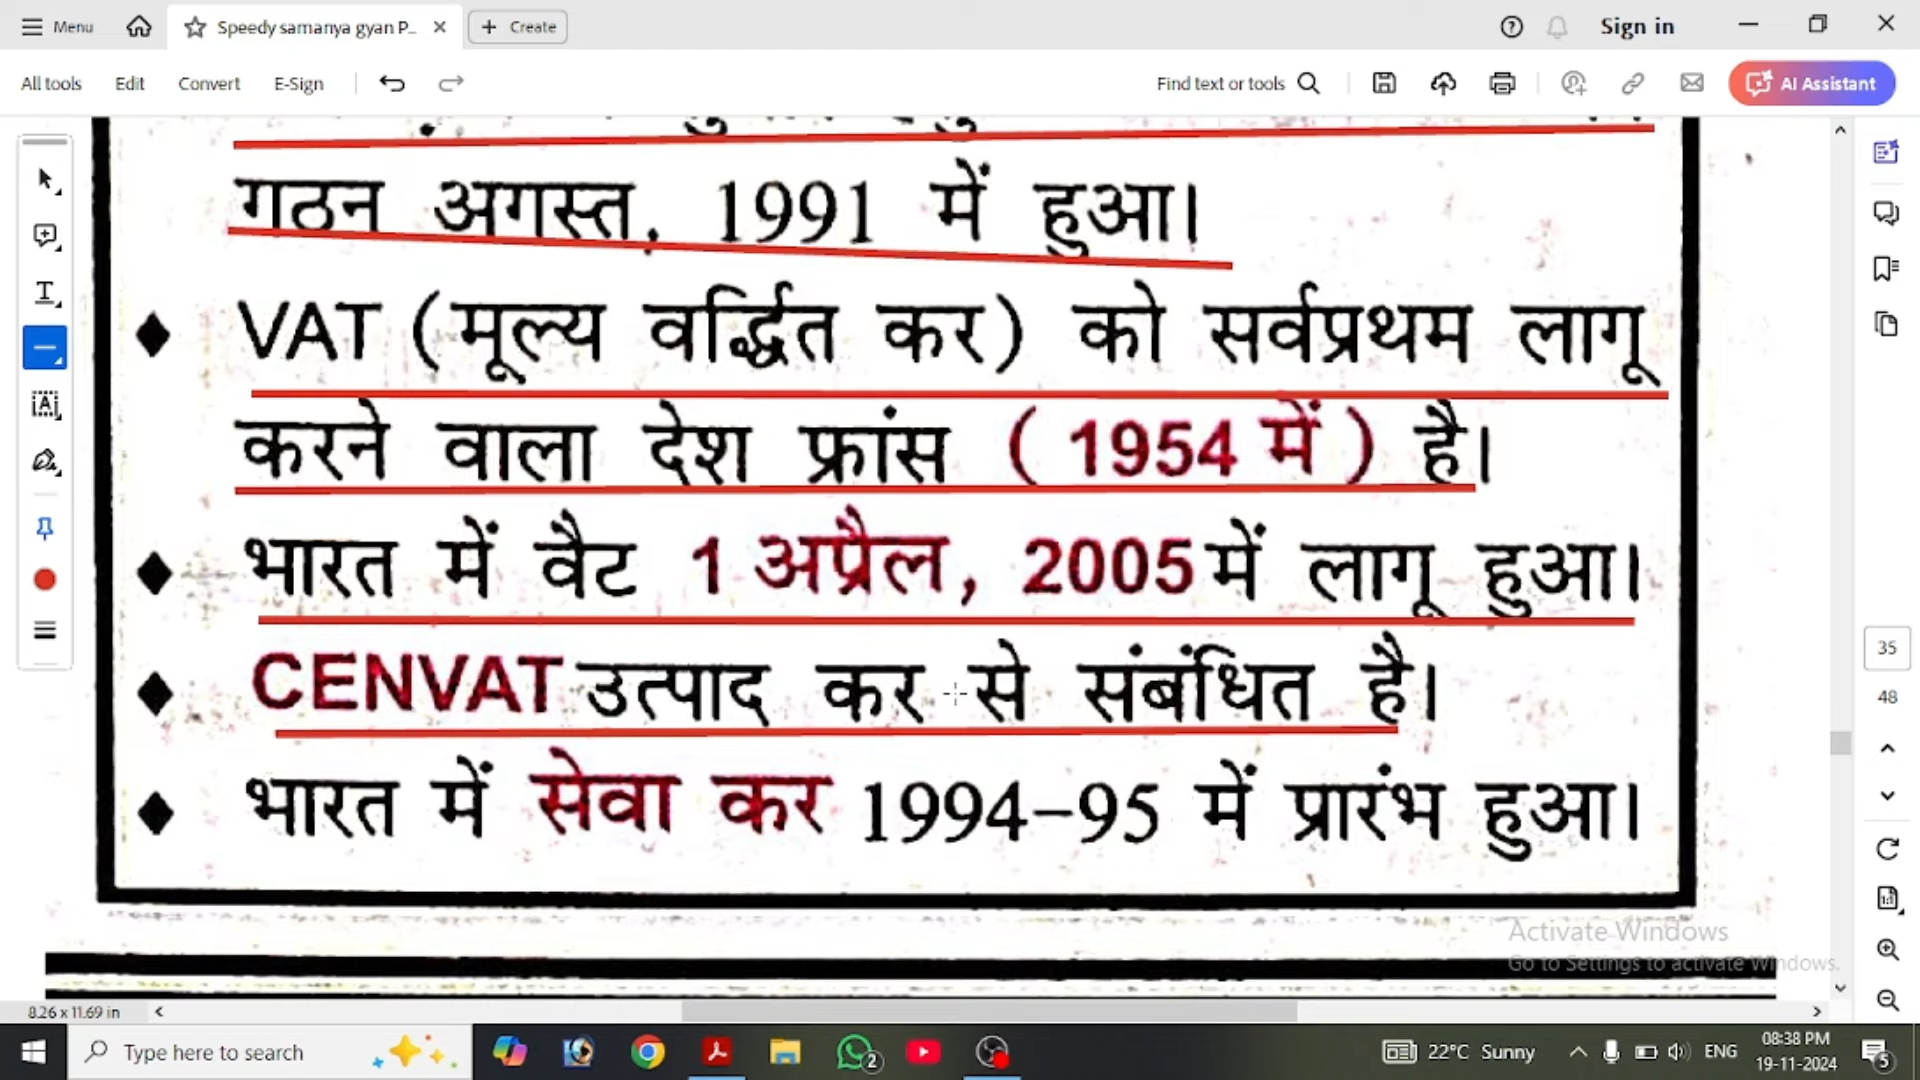 Menu
Speedy samanya gyan P...
Create
Sign in
All tools
Edit
Convert
E-Sign
Find text or tools
AI Assistant
गठन अगस्त, 1991 में हुआ।
VAT (मूल्य वर्द्धित कर) को सर्वप्रथम लागू
करने वाला देश फ्रांस ( 1954 में ) है।
भारत में वैट 1 अप्रैल, 2005 में लागू हुआ।
CENVAT उत्पाद कर से संबंधित है।
भारत में सेवा कर 1994–95 में प्रारंभ हुआ।
35
48
Activate Windows
Go to Settings to activate Windows.
8.26 x 11.69 in
Type here to search
2
22°C Sunny
ENG
08:38 PM
19-11-2024
5